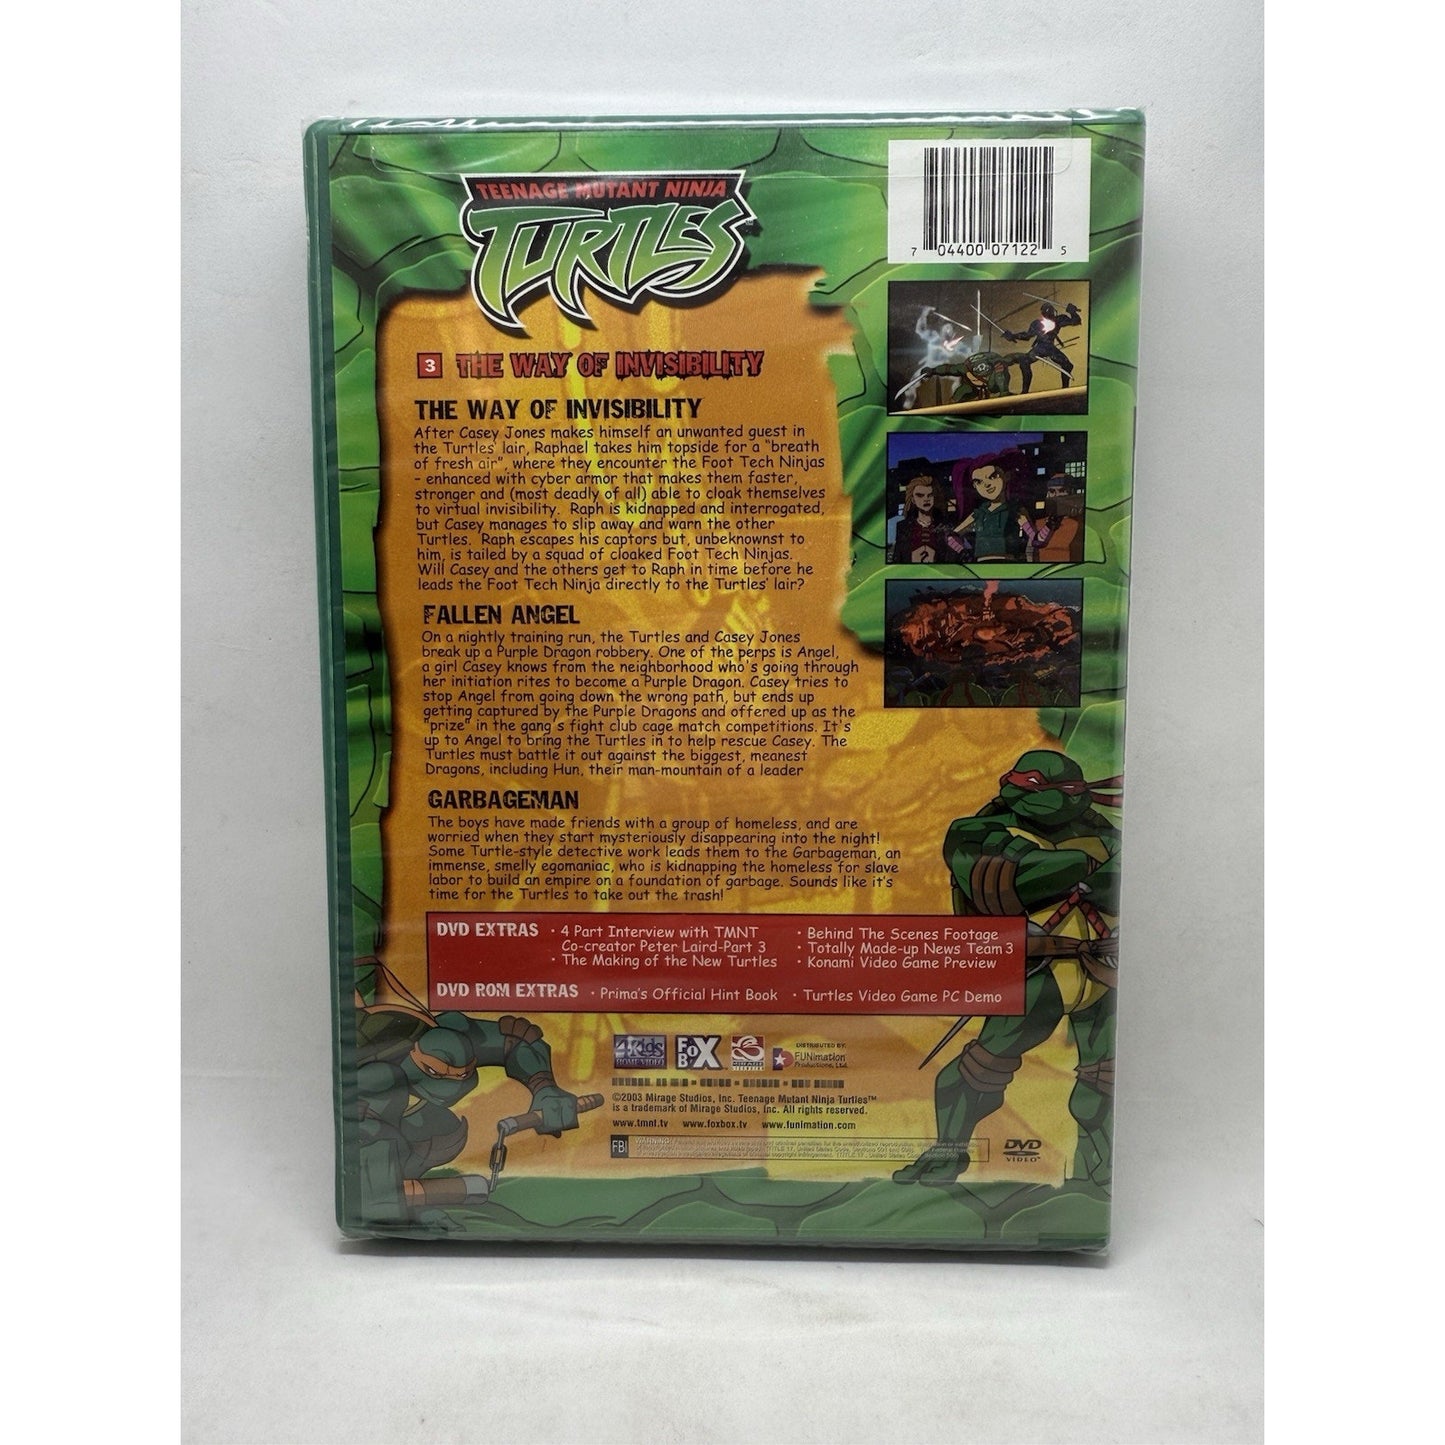 TEENAGE MUTANT NINJA
TURTLES
7 04400 07122 5
3 THE WAY OF INVISIBILITY
THE WAY OF INVISIBILITY
After Casey Jones makes himself an unwanted guest in
the Turtles' lair, Raphael takes him topside for a "breath
of fresh air", where they encounter the Foot Tech Ninjas
- enhanced with cyber armor that makes them faster,
stronger and (most deadly of all) able to cloak themselves
to virtual invisibility. Raph is kidnapped and interrogated,
but Casey manages to slip away and warn the other
Turtles. Raph escapes his captors but, unbeknownst to
him, is tailed by a squad of cloaked Foot Tech Ninjas.
Will Casey and the others get to Raph in time before he
leads the Foot Tech Ninja directly to the Turtles' lair?
FALLEN ANGEL
On a nightly training run, the Turtles and Casey Jones
break up a Purple Dragon robbery. One of the perps is Angel,
a girl Casey knows from the neighborhood who's going through
her initiation rites to become a Purple Dragon. Casey tries to
stop Angel from going down the wrong path, but ends up
getting captured by the Purple Dragons and offered up as the
"prize" in the gang's fight club cage match competitions. It's
up to Angel to bring the Turtles in to help rescue Casey. The
Turtles must battle it out against the biggest, meanest
Dragons, including Hun, their man-mountain of a leader
GARBAGEMAN
The boys have made friends with a group of homeless, and are
worried when they start mysteriously disappearing into the night!
Some Turtle-style detective work leads them to the Garbageman, an
immense, smelly egomaniac, who is kidnapping the homeless for slave
labor to build an empire on a foundation of garbage. Sounds like it's
time for the Turtles to take out the trash!
DVD EXTRAS
· 4 Part Interview with TMNT
Co-creator Peter Laird-Part 3
· The Making of the New Turtles
· Behind The Scenes Footage
· Totally Made-up News Team 3
· Konami Video Game Preview
DVD ROM EXTRAS · Prima's Official Hint Book · Turtles Video Game PC Demo
4Kids
HOME VIDEO
FOX
BOX
DISTRIBUTED BY:
FUNimation
Productions, Ltd.
©2003 Mirage Studios, Inc. Teenage Mutant Ninja Turtles™
is a trademark of Mirage Studios, Inc. All rights reserved.
www.tmnt.tv www.foxbox.tv www.funimation.com
FBI WARNING:
DVD
VIDEO™